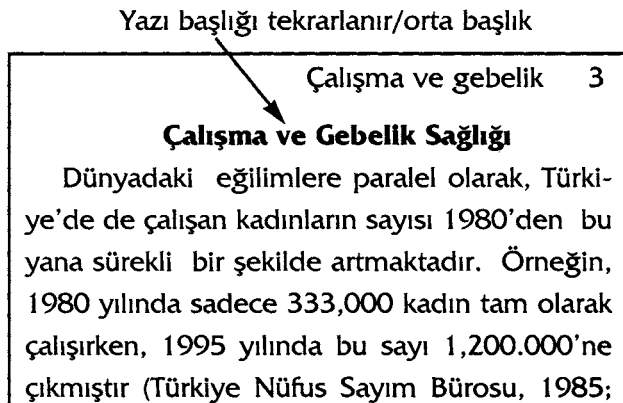 Yazı başlığı tekrarlanır/orta başlık
Çalışma ve gebelik 3
Çalışma ve Gebelik Sağlığı
Dünyadaki eğilimlere paralel olarak, Türki-
ye'de de çalışan kadınların sayısı 1980'den bu
yana sürekli bir şekilde artmaktadır. Örneğin,
1980 yılında sadece 333,000 kadın tam olarak
çalışırken, 1995 yılında bu sayı 1,200.000'ne
çıkmıştır (Türkiye Nüfus Sayım Bürosu, 1985;